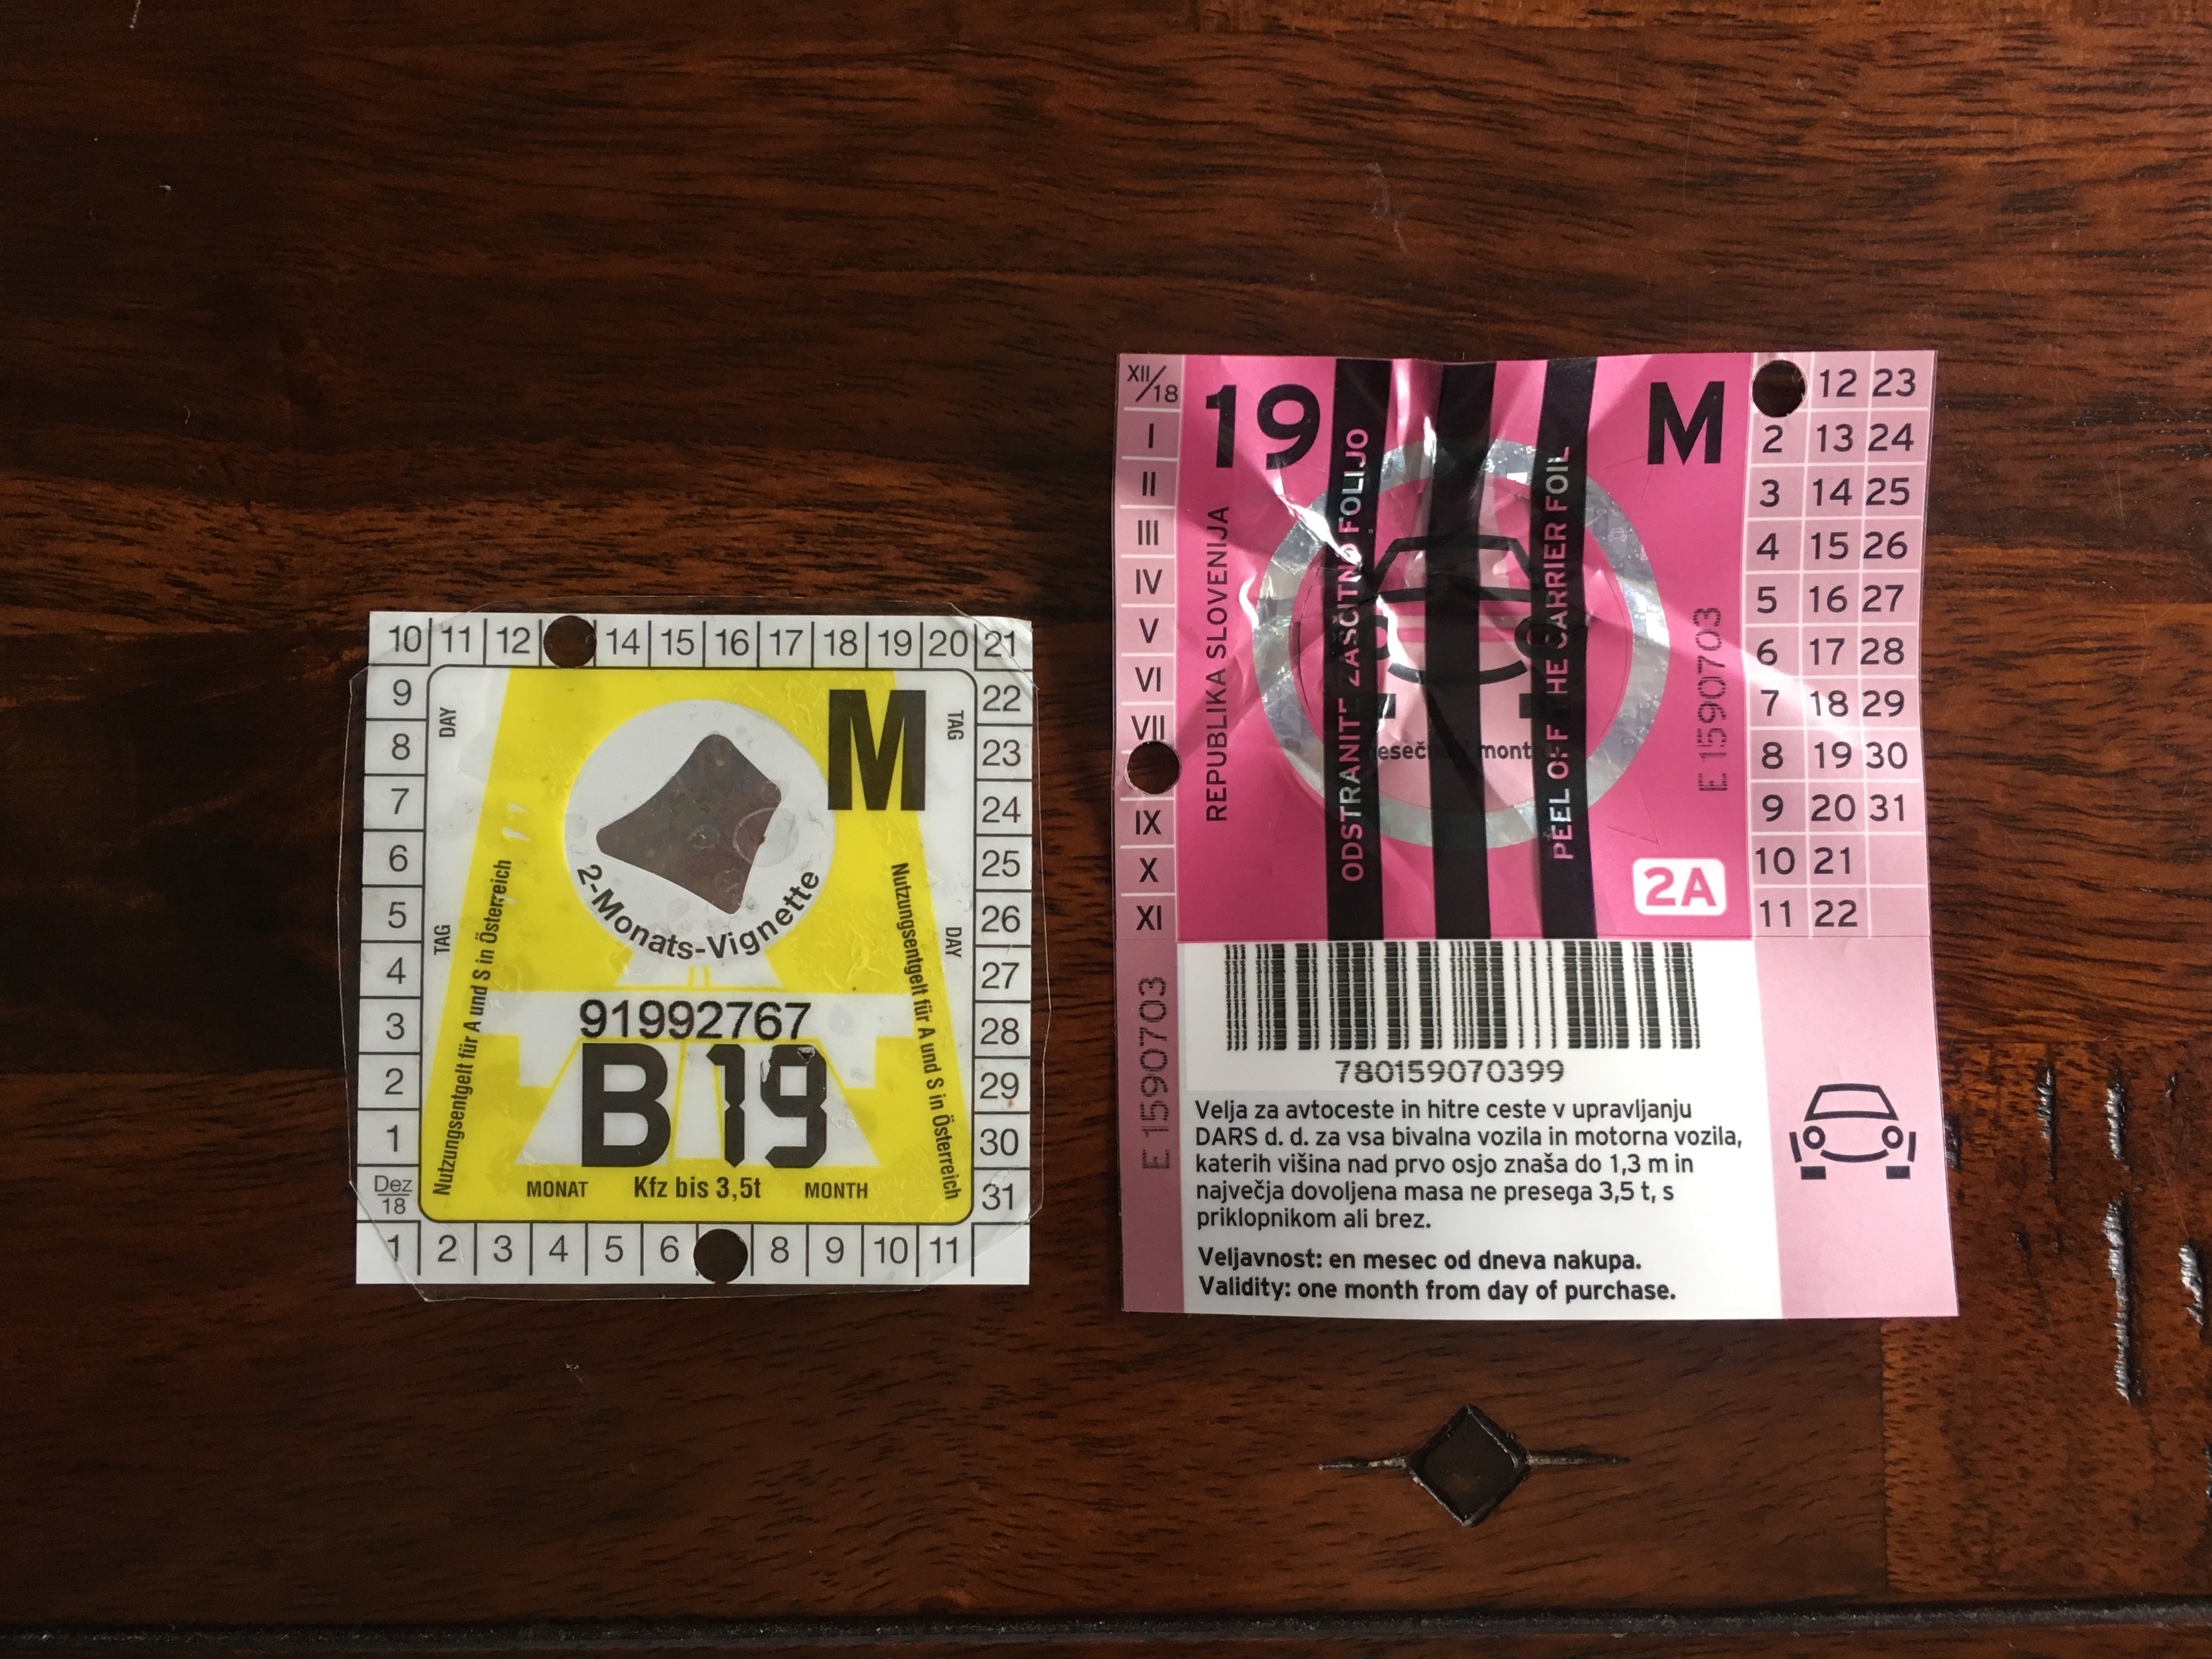 10 11 12 14 15 16 17 18 19 20 21
9
8
7
6
5
4
3
2
1
Dez
18
1 2 3 4 5 6 8 9 10 11
22
23
24
25
26
27
28
29
30
31
DAY
TAG
TAG
DAY
M
2-Monats-Vignette
Nutzungsentgelt für A und S in Österreich
Nutzungsentgelt für A und S in Österreich
91992767
B 19
MONAT Kfz bis 3,5t MONTH
XII/18
I
II
III
IV
V
VI
VII
IX
X
XI
19 M
REPUBLIKA SLOVENIJA
ODSTRANITE ZAŠČITNO FOLIJO
PEEL OFF THE CARRIER FOIL
E 1590703
2A
12 23
2 13 24
3 14 25
4 15 26
5 16 27
6 17 28
7 18 29
8 19 30
9 20 31
10 21
11 22
E 1590703
780159070399
Velja za avtoceste in hitre ceste v upravljanju
DARS d. d. za vsa bivalna vozila in motorna vozila,
katerih višina nad prvo osjo znaša do 1,3 m in
največja dovoljena masa ne presega 3,5 t, s
priklopnikom ali brez.
Veljavnost: en mesec od dneva nakupa.
Validity: one month from day of purchase.